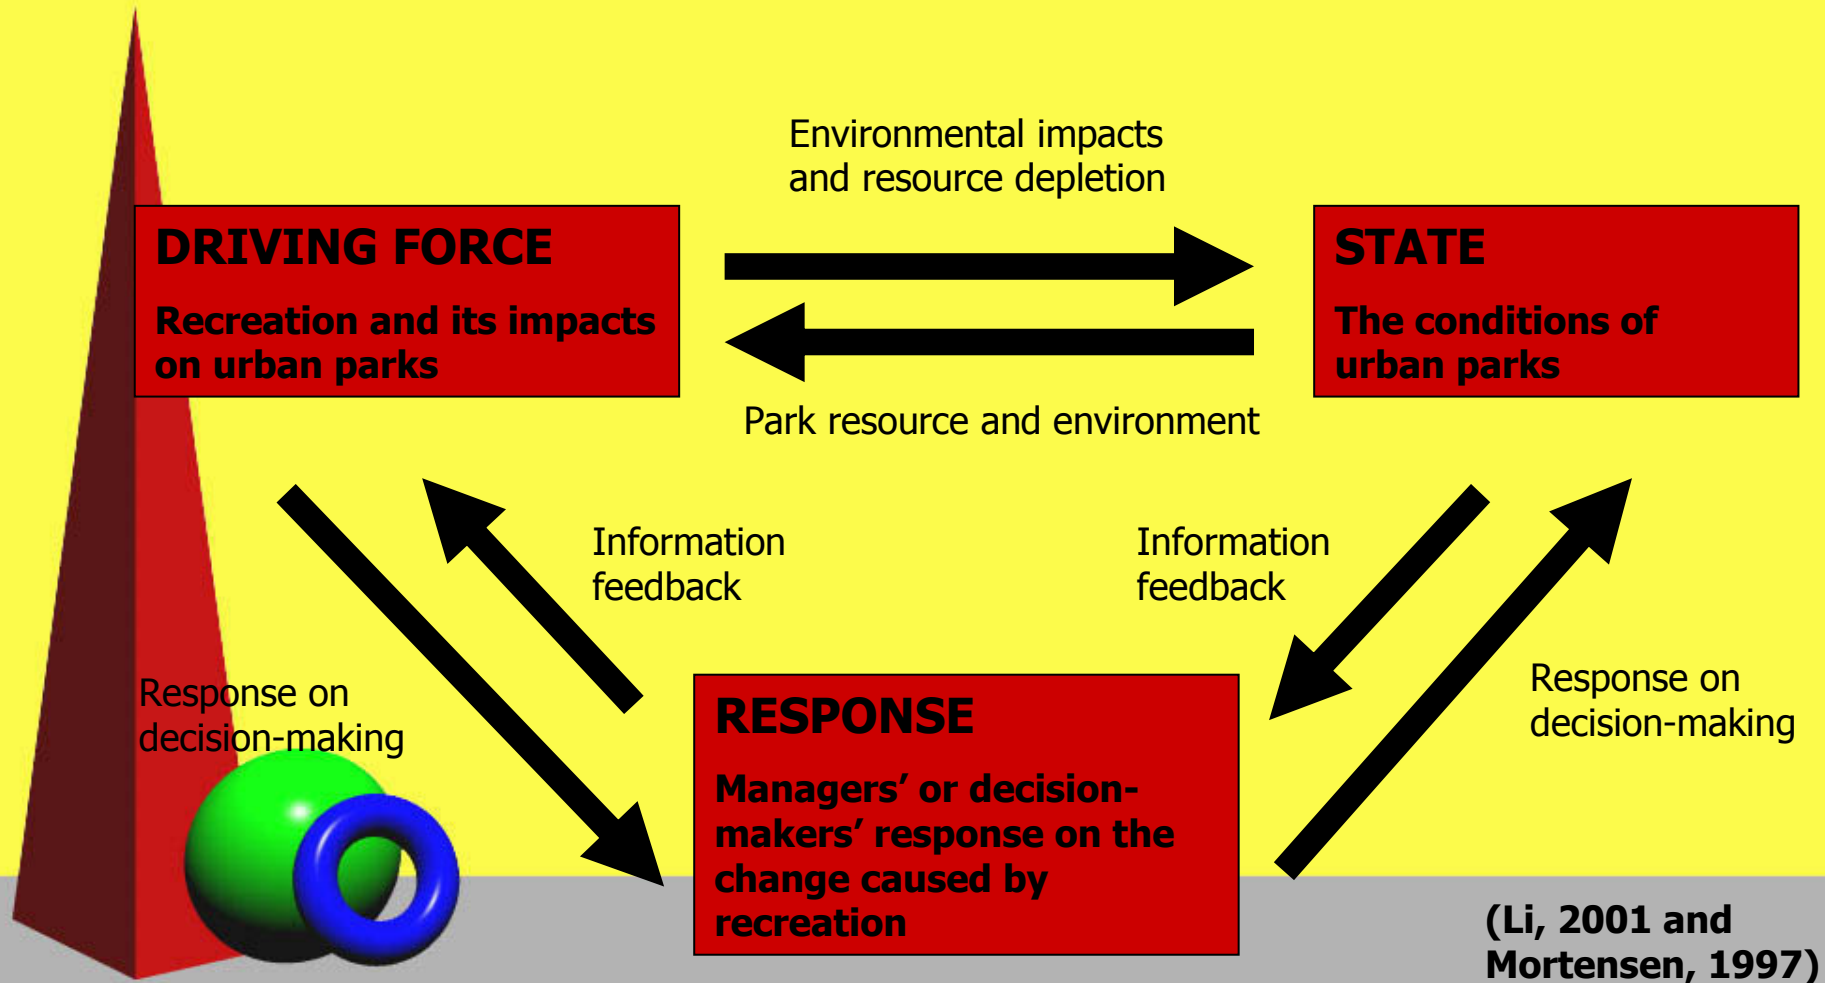 Environmental impacts
and resource depletion
DRIVING FORCE
Recreation and its impacts
on urban parks
STATE
The conditions of
urban parks
Park resource and environment
Information
feedback
Information
feedback
Response on
decision-making
RESPONSE
Managers’ or decision-
makers’ response on the
change caused by
recreation
Response on
decision-making
(Li, 2001 and
Mortensen, 1997)